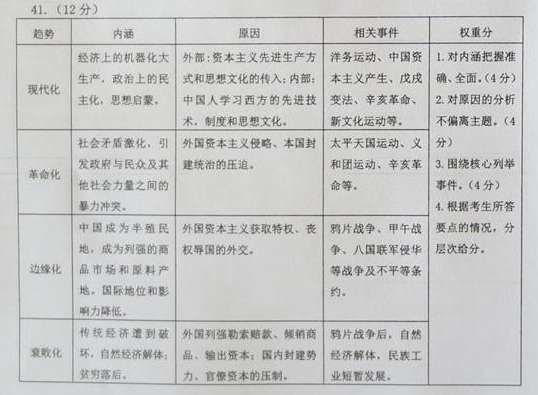 41.（12分）
趋势
内涵
原因
相关事件
权重分
现代化
经济上的机器化大
生产，政治上的民
主化，思想启蒙。
外部:资本主义先进生产方
式和思想文化的传入;内部:
中国人学习西方的先进技
术，制度和思想文化。
洋务运动、中国资
本主义产生、戊戌
变法、辛亥革命、
新文化运动等。
1.对内涵把握准
确、全面。（4分）
2.对原因的分析
不偏离主题。（4
分）
3.围绕核心列举
事件。（4分）
4.根据考生所答
要点的情况，分
层次给分。
革命化
社会矛盾激化，引
发政府与民众及其
他社会力量之间的
暴力冲突。
外国资本主义侵略、本国封
建统治的压迫。
太平天国运动、义
和团运动、辛亥革
命等。
边缘化
中国成为半殖民
地，成为列强的商
品市场和原料产
地。国际地位和影
响力降低。
外国资本主义获取特权、丧
权辱国的外交。
鸦片战争、甲午战
争、八国联军侵华
等战争及不平等条
约。
衰败化
传统经济遭到破
坏，自然经济解体;
贫穷落后。
外国列强勒索赔款、倾销商
品、输出资本;国内封建势
力、官僚资本的压制。
鸦片战争后，自然
经济解体，民族工
业短暂发展。